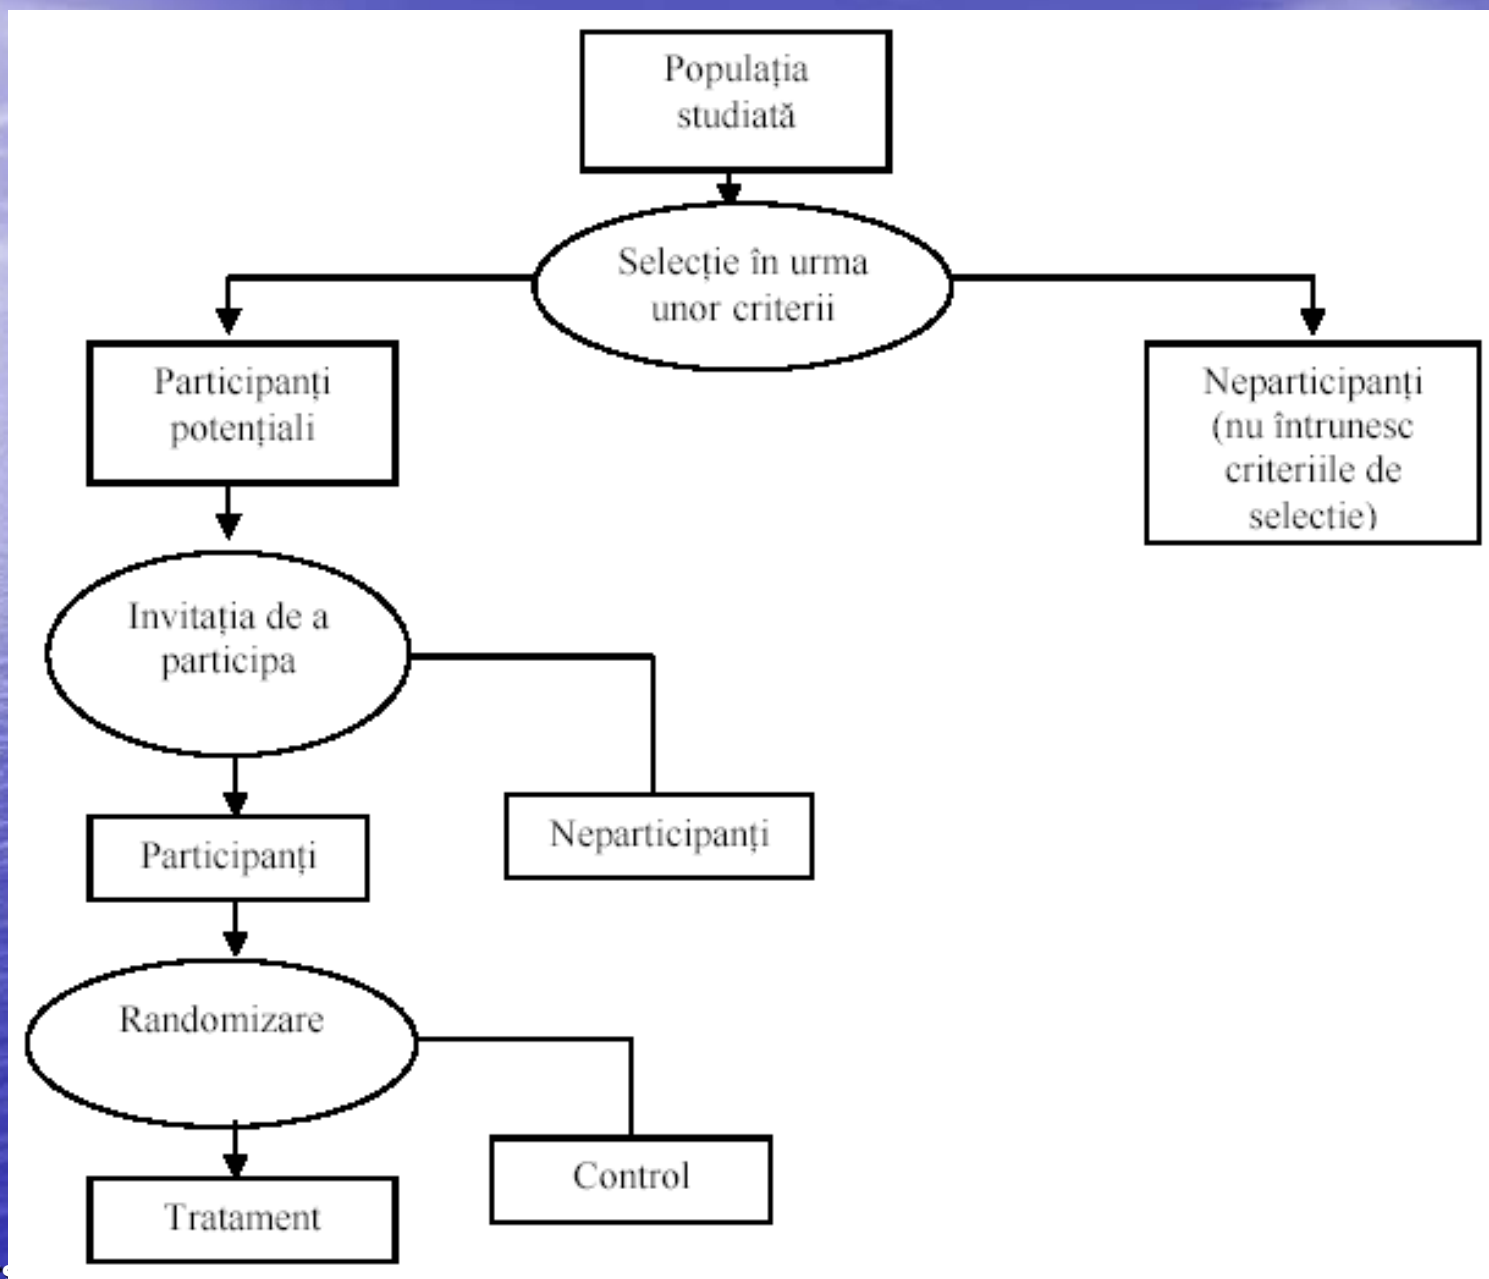 Populația
studiată
Selecție în urma
unor criterii
Participanți
potențiali
Neparticipanți
(nu întrunesc
criteriile de
selectie)
Invitația de a
participa
Participanți
Neparticipanți
Randomizare
Control
Tratament